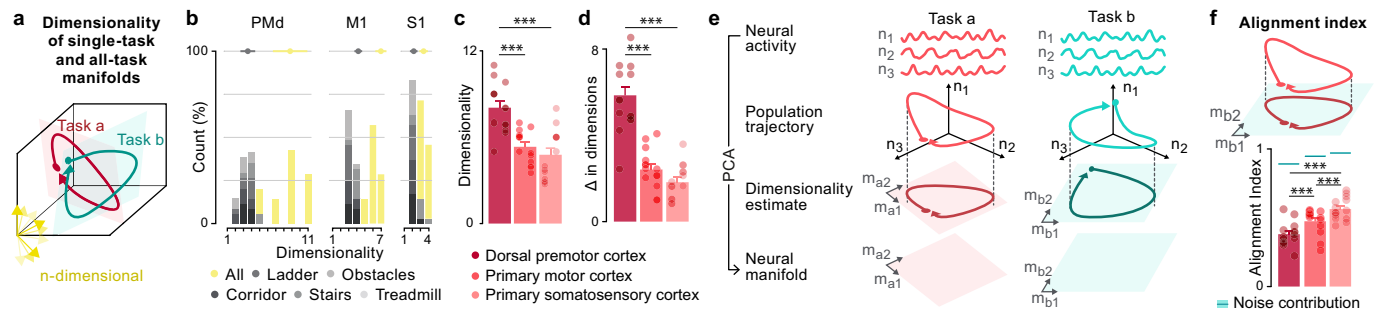 a
Dimensionality
of single-task
and all-task
manifolds
Task a
Task b
n-dimensional
b
PMd
M1
S1
100
Count (%)
0
1
11
1
7
1
4
Dimensionality
All
Ladder
Obstacles
Corridor
Stairs
Treadmill
c
***
***
12
Dimensionality
0
d
***
***
8
Δ in dimensions
0
Dorsal premotor cortex
Primary motor cortex
Primary somatosensory cortex
e
PCA
Neural
activity
Population
trajectory
Dimensionality
estimate
Neural
manifold
Task a
n1
n2
n3
n1
n3
n2
ma2
ma1
ma2
ma1
Task b
n1
n2
n3
n1
n3
n2
mb2
mb1
mb2
mb1
f
Alignment index
mb2
mb1
1
Alignment Index
0
***
***
***
Noise contribution